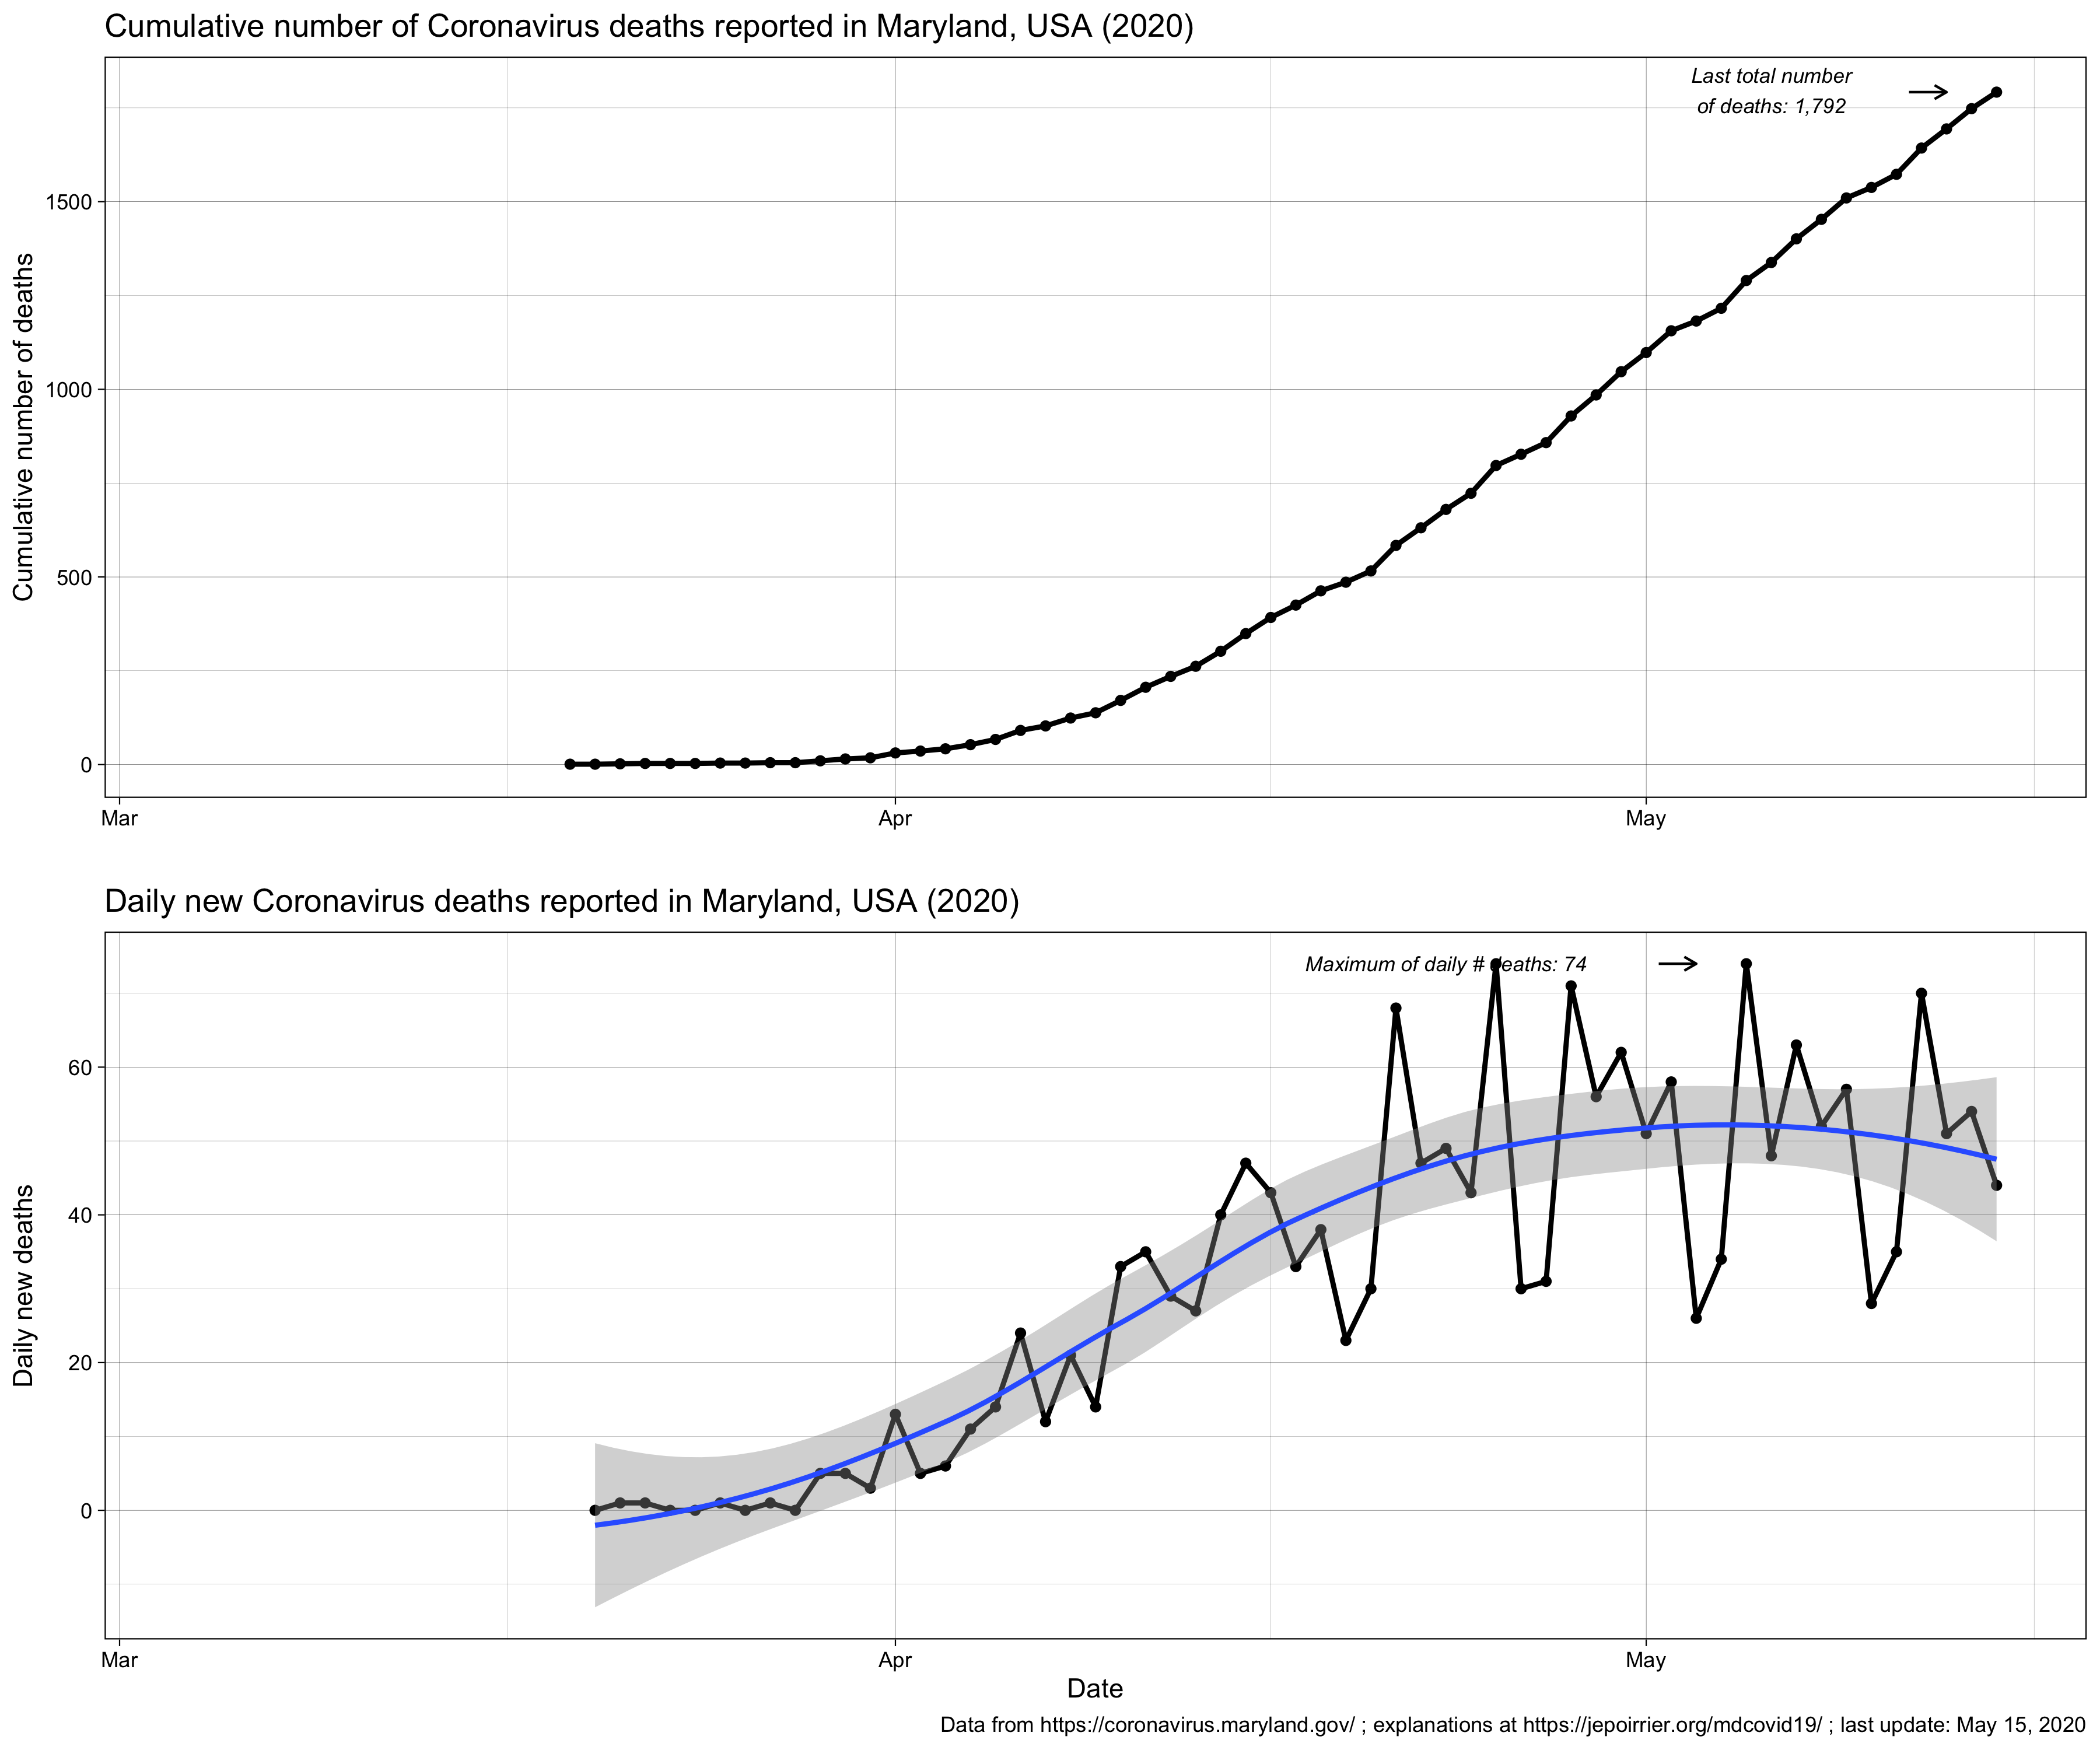 Cumulative number of Coronavirus deaths reported in Maryland, USA (2020)
Last total number
of deaths: 1,792
Cumulative number of deaths
1500
1000
500
0
Mar
Apr
May
Daily new Coronavirus deaths reported in Maryland, USA (2020)
Maximum of daily # deaths: 74
Daily new deaths
60
40
20
0
Mar
Apr
May
Date
Data from https://coronavirus.maryland.gov/ ; explanations at https://jepoirrier.org/mdcovid19/ ; last update: May 15, 2020